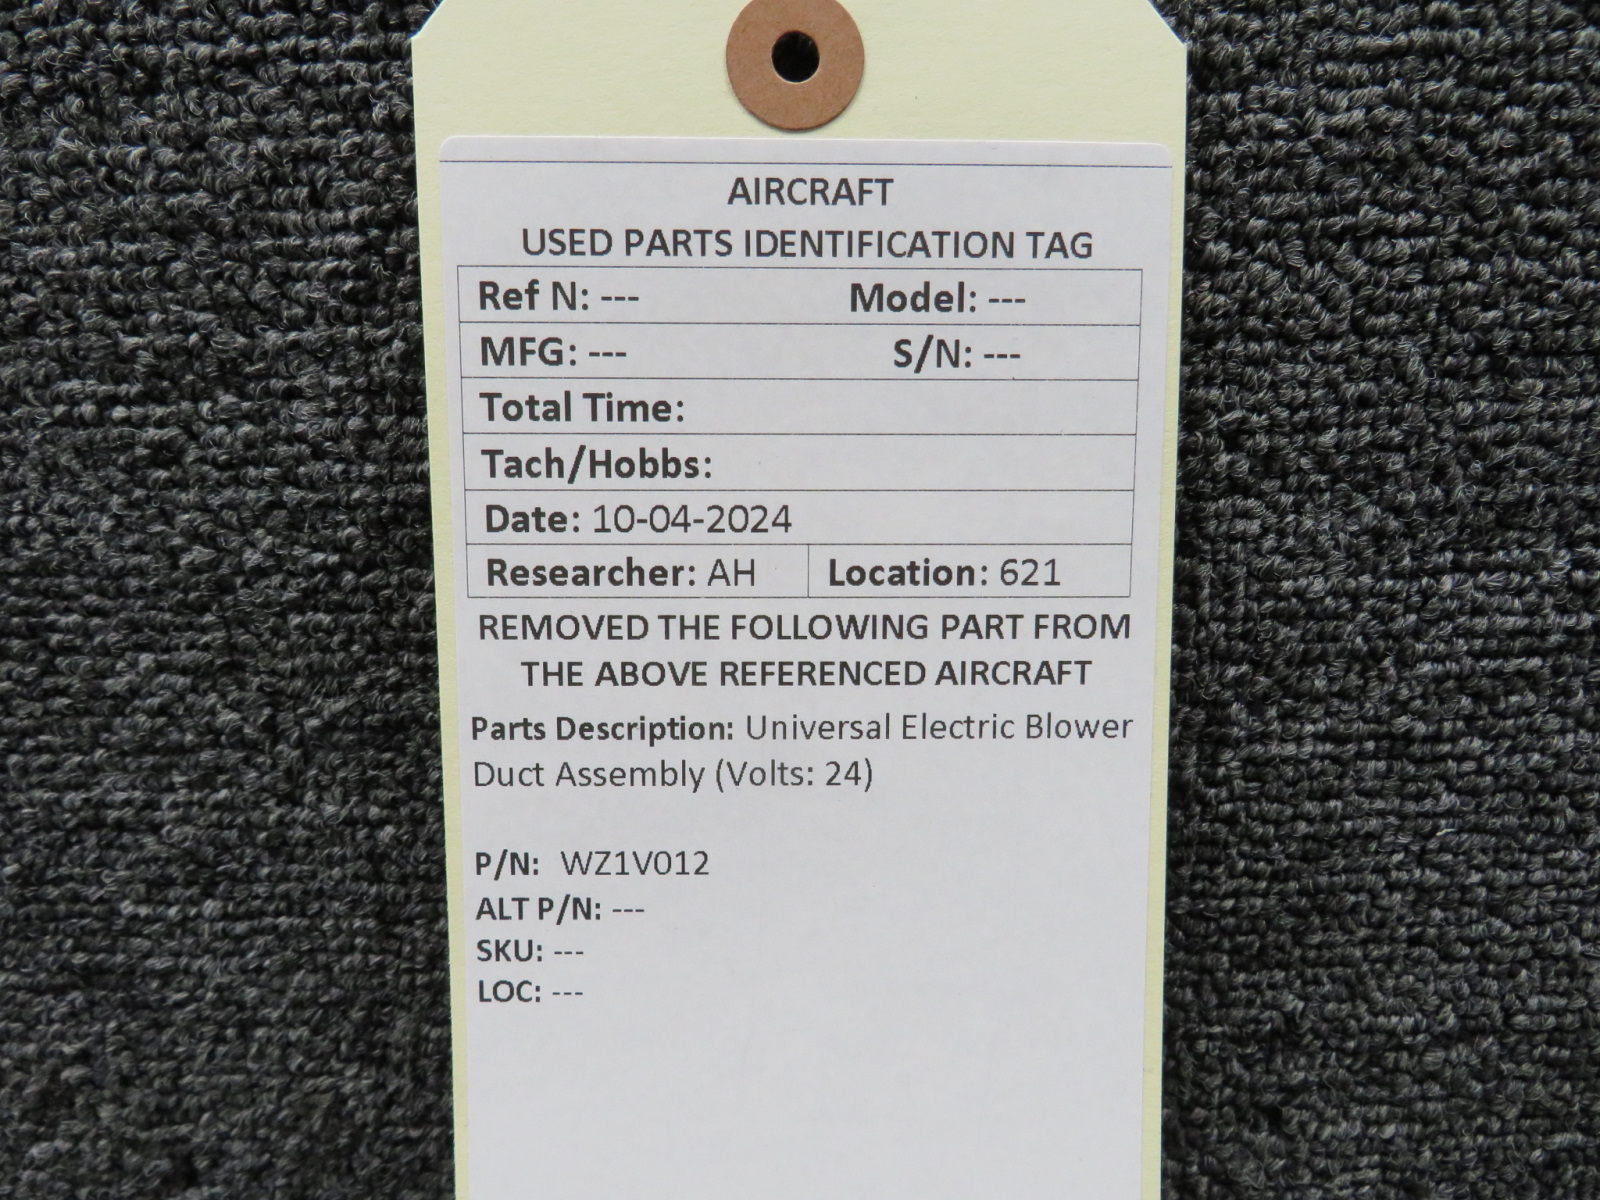 AIRCRAFT
USED PARTS IDENTIFICATION TAG
Ref N: --- Model: ---
MFG: --- S/N: ---
Total Time:
Tach/Hobbs:
Date: 10-04-2024
Researcher: AH Location: 621
REMOVED THE FOLLOWING PART FROM
THE ABOVE REFERENCED AIRCRAFT
Parts Description: Universal Electric Blower
Duct Assembly (Volts: 24)
P/N: WZ1V012
ALT P/N: ---
SKU: ---
LOC: ---